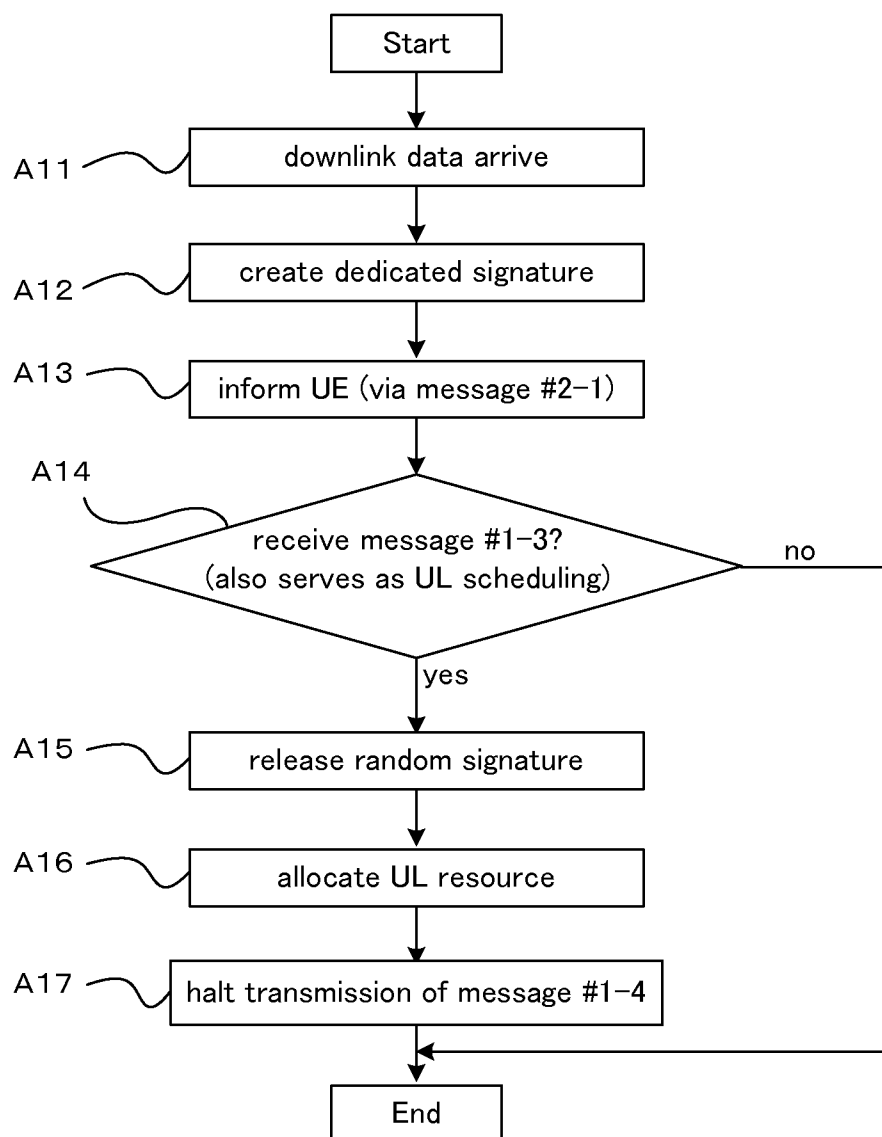 Start
A11
downlink data arrive
A12
create dedicated signature
A13
inform UE (via message #2-1)
A14
receive message #1-3?
(also serves as UL scheduling)
no
yes
A15
release random signature
A16
allocate UL resource
A17
halt transmission of message #1-4
End